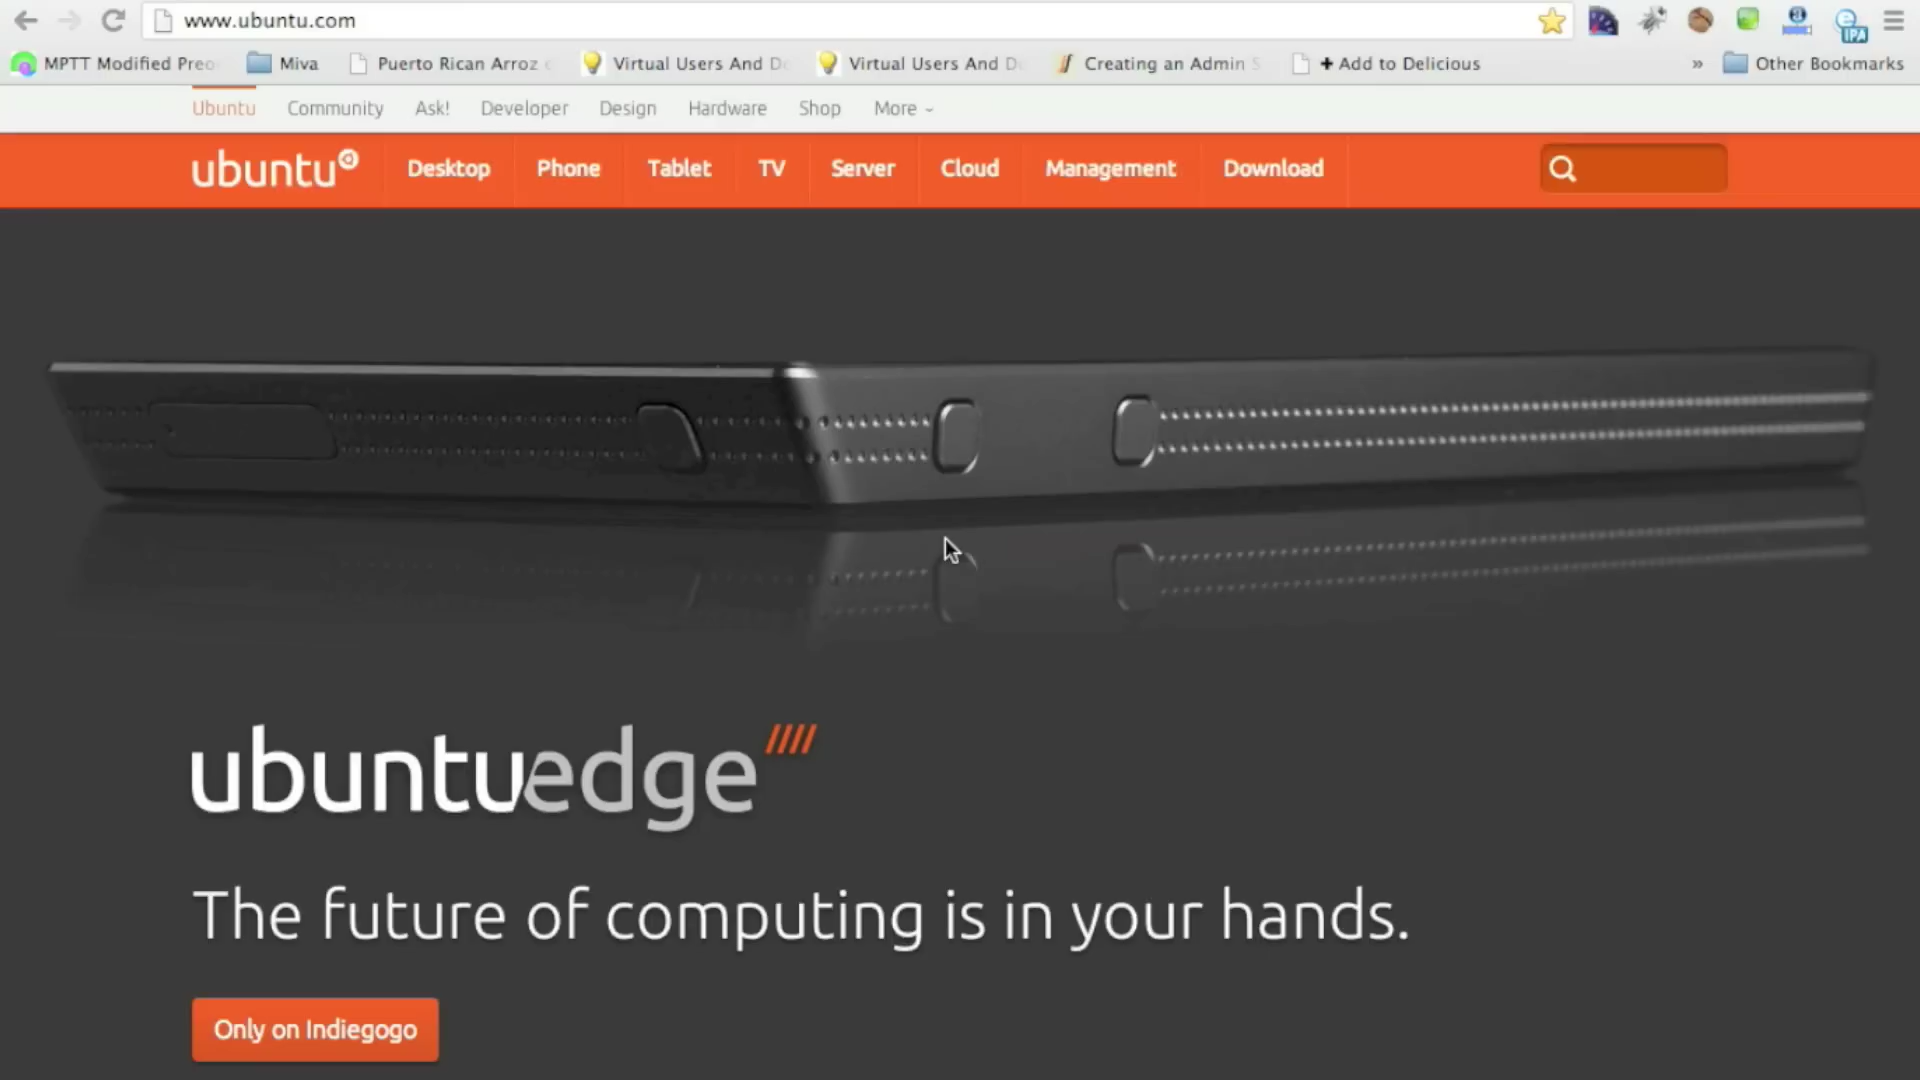 www.ubuntu.com
MPTT Modified Preo Miva Puerto Rican Arroz Virtual Users And D Virtual Users And D Creating an Admin S + Add to Delicious » Other Bookmarks
Ubuntu Community Ask! Developer Design Hardware Shop More
ubuntu Desktop Phone Tablet TV Server Cloud Management Download
ubuntuedge
The future of computing is in your hands.
Only on Indiegogo
IPA